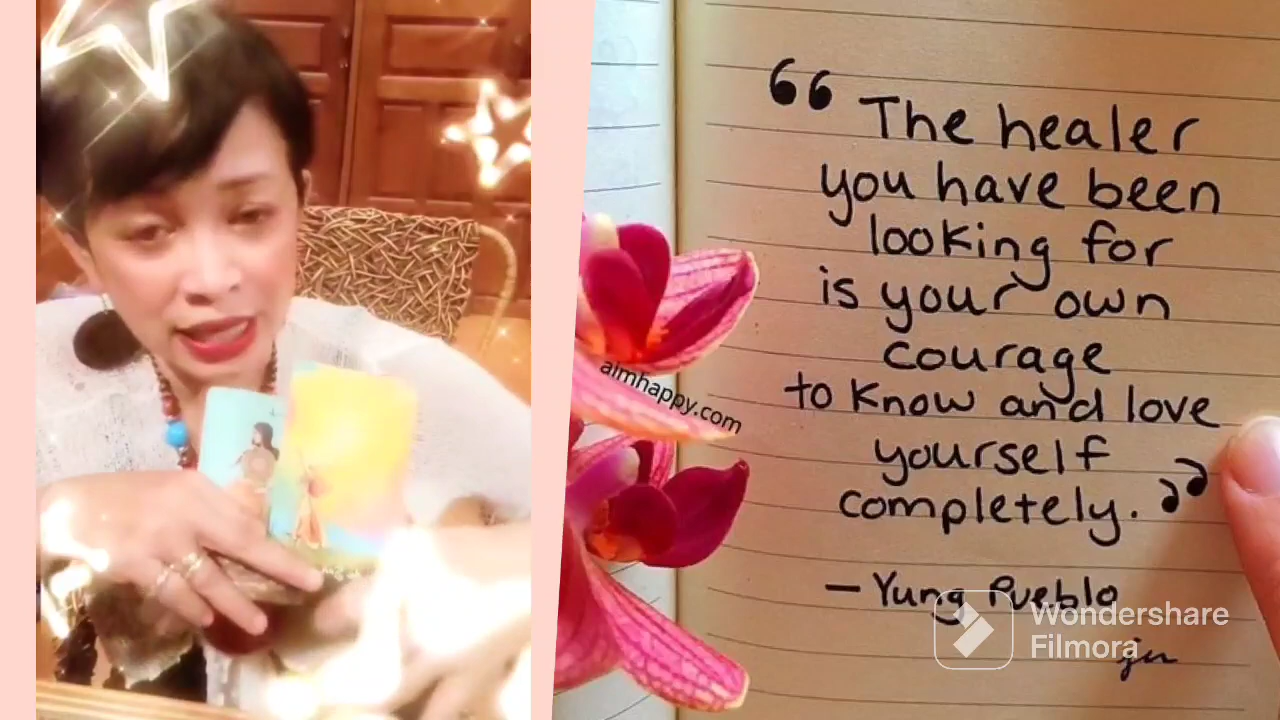 “ The healer
you have been
looking for
is your own
courage
to know and love
yourself
completely. ”
— Yung Pueblo
almhappy.com
Wondershare
Filmora